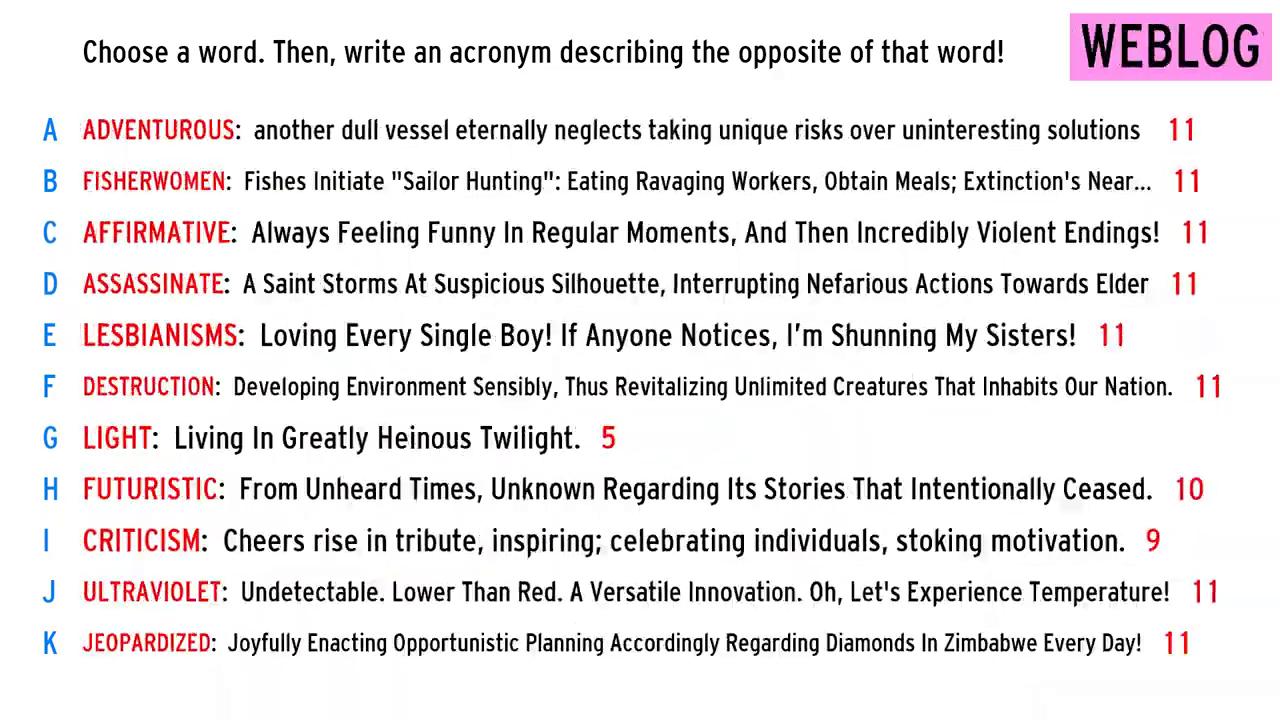 Choose a word. Then, write an acronym describing the opposite of that word!
WEBLOG
A ADVENTUROUS: another dull vessel eternally neglects taking unique risks over uninteresting solutions 11
B FISHERWOMEN: Fishes Initiate "Sailor Hunting": Eating Ravaging Workers, Obtain Meals; Extinction's Near... 11
C AFFIRMATIVE: Always Feeling Funny In Regular Moments, And Then Incredibly Violent Endings! 11
D ASSASSINATE: A Saint Storms At Suspicious Silhouette, Interrupting Nefarious Actions Towards Elder 11
E LESBIANISMS: Loving Every Single Boy! If Anyone Notices, I’m Shunning My Sisters! 11
F DESTRUCTION: Developing Environment Sensibly, Thus Revitalizing Unlimited Creatures That Inhabits Our Nation. 11
G LIGHT: Living In Greatly Heinous Twilight. 5
H FUTURISTIC: From Unheard Times, Unknown Regarding Its Stories That Intentionally Ceased. 10
I CRITICISM: Cheers rise in tribute, inspiring; celebrating individuals, stoking motivation. 9
J ULTRAVIOLET: Undetectable. Lower Than Red. A Versatile Innovation. Oh, Let's Experience Temperature! 11
K JEOPARDIZED: Joyfully Enacting Opportunistic Planning Accordingly Regarding Diamonds In Zimbabwe Every Day! 11